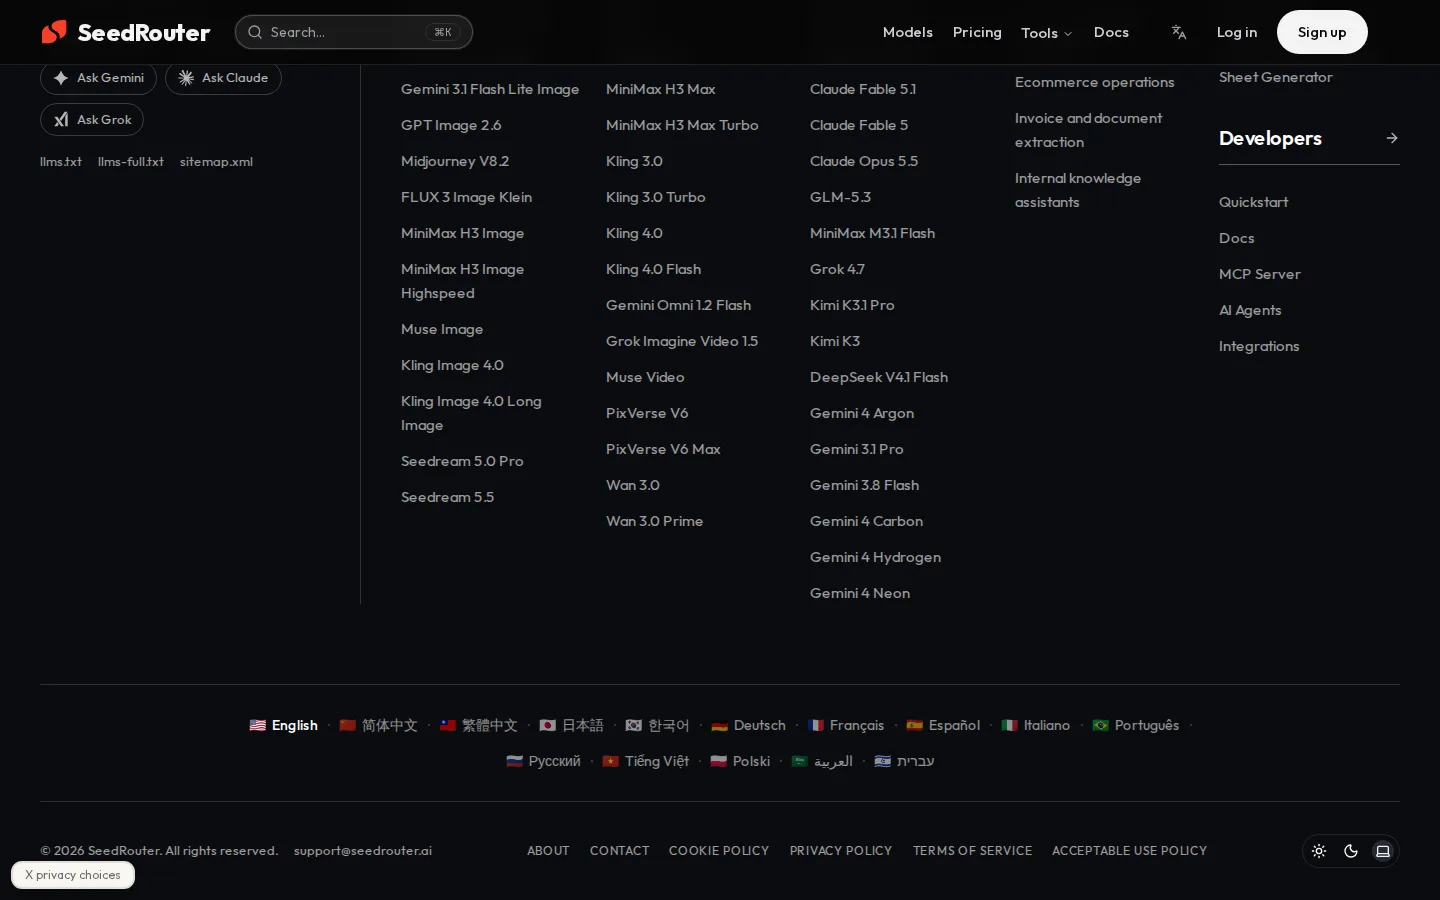 SeedRouter
Search...
⌘K
Models
Pricing
Tools
Docs
Log in
Sign up
Ask Gemini
Ask Claude
Ask Grok
llms.txt
llms-full.txt
sitemap.xml
Gemini 3.1 Flash Lite Image
GPT Image 2.6
Midjourney V8.2
FLUX 3 Image Klein
MiniMax H3 Image
MiniMax H3 Image
Highspeed
Muse Image
Kling Image 4.0
Kling Image 4.0 Long
Image
Seedream 5.0 Pro
Seedream 5.5
MiniMax H3 Max
MiniMax H3 Max Turbo
Kling 3.0
Kling 3.0 Turbo
Kling 4.0
Kling 4.0 Flash
Gemini Omni 1.2 Flash
Grok Imagine Video 1.5
Muse Video
PixVerse V6
PixVerse V6 Max
Wan 3.0
Wan 3.0 Prime
Claude Fable 5.1
Claude Fable 5
Claude Opus 5.5
GLM-5.3
MiniMax M3.1 Flash
Grok 4.7
Kimi K3.1 Pro
Kimi K3
DeepSeek V4.1 Flash
Gemini 4 Argon
Gemini 3.1 Pro
Gemini 3.8 Flash
Gemini 4 Carbon
Gemini 4 Hydrogen
Gemini 4 Neon
Ecommerce operations
Invoice and document
extraction
Internal knowledge
assistants
Sheet Generator
Developers
Quickstart
Docs
MCP Server
AI Agents
Integrations
English · 简体中文 · 繁體中文 · 日本語 · 한국어 · Deutsch · Français · Español · Italiano · Português ·
Русский · Tiếng Việt · Polski · العربية · עברית
© 2026 SeedRouter. All rights reserved.
support@seedrouter.ai
ABOUT
CONTACT
COOKIE POLICY
PRIVACY POLICY
TERMS OF SERVICE
ACCEPTABLE USE POLICY
X privacy choices